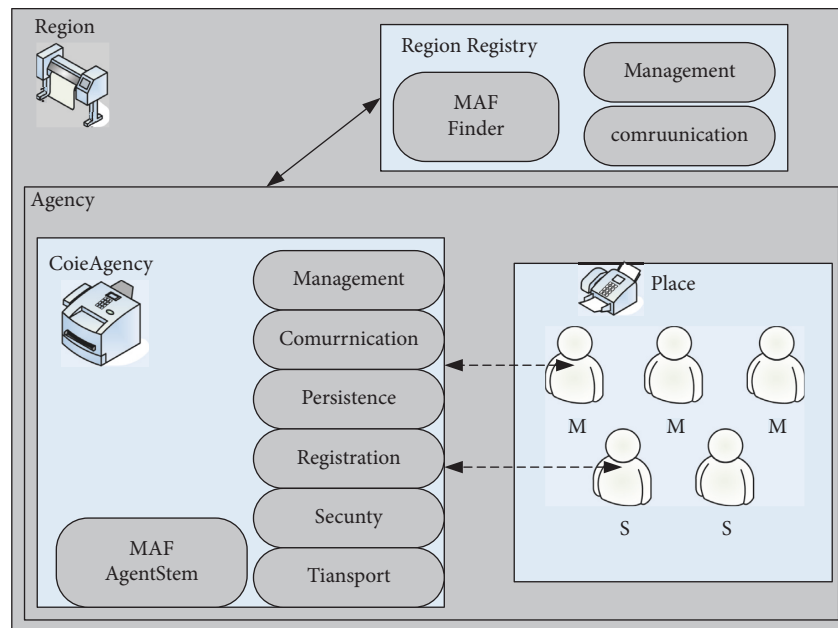 Region
Region Registry
MAF
Finder
Management
comruunication
Agency
CoieAgency
Management
Comurrnication
Persistence
Registration
Secunty
Tiansport
MAF
AgentStem
Place
M
M
M
S
S